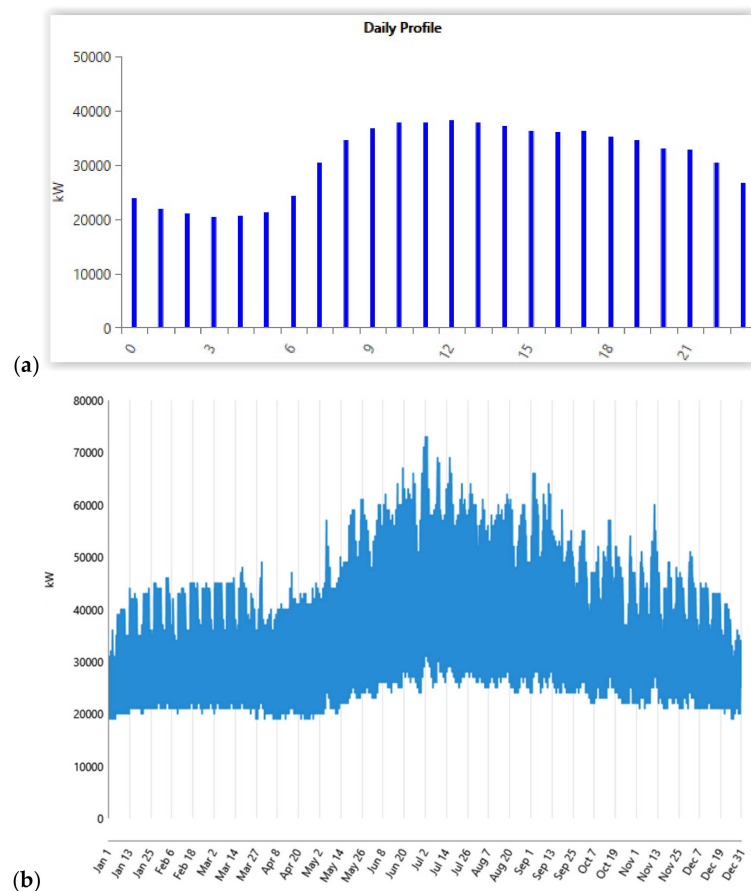 Daily Profile
50000
40000
30000
20000
10000
0
kW
0 3 6 9 12 15 18 21
(a)
80000
70000
60000
50000
40000
30000
20000
10000
0
kW
Jan 1 Jan 13 Jan 25 Feb 6 Feb 18 Mar 2 Mar 14 Mar 27 Apr 8 Apr 20 May 2 May 14 May 26 Jun 8 Jun 20 Jul 2 Jul 14 Jul 26 Aug 7 Aug 20 Sep 1 Sep 13 Sep 25 Oct 7 Oct 19 Nov 1 Nov 13 Nov 25 Dec 7 Dec 19 Dec 31
(b)